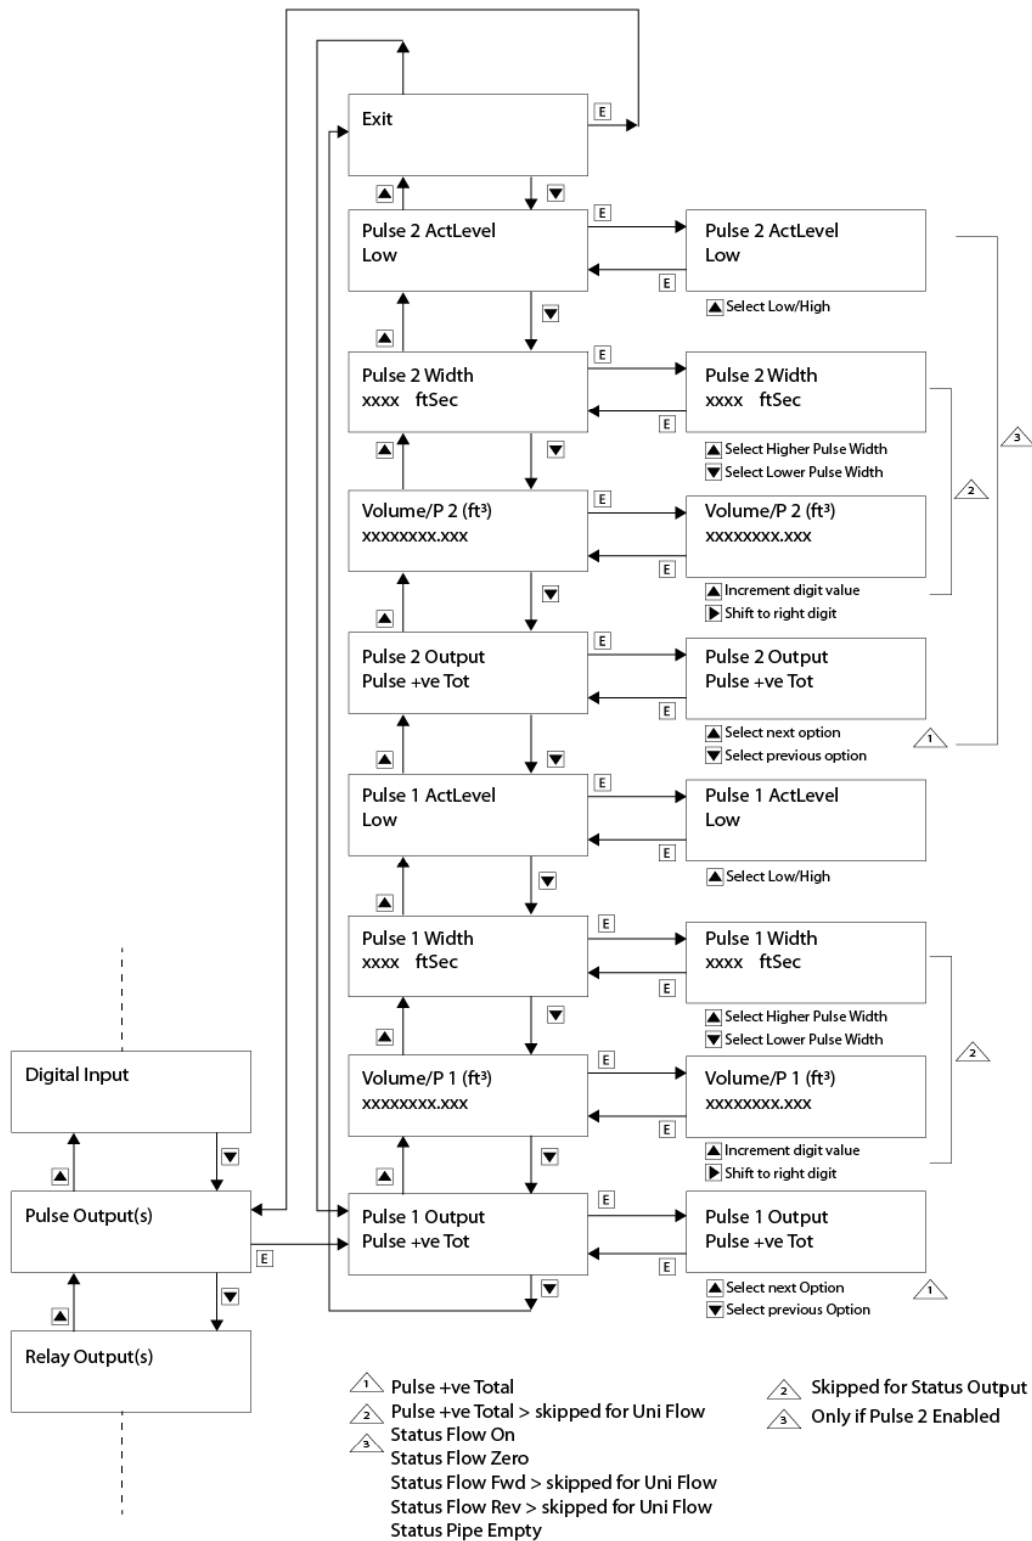 Exit
E
Pulse 2 ActLevel
Low
E
Pulse 2 ActLevel
Low
E
Select Low/High
Pulse 2 Width
xxxx ftSec
E
Pulse 2 Width
xxxx ftSec
E
Select Higher Pulse Width
Select Lower Pulse Width
3
2
Volume/P 2 (ft³)
xxxxxxxx.xxx
E
Volume/P 2 (ft³)
xxxxxxxx.xxx
E
Increment digit value
Shift to right digit
Pulse 2 Output
Pulse +ve Tot
E
Pulse 2 Output
Pulse +ve Tot
E
Select next option
Select previous option
1
Pulse 1 ActLevel
Low
E
Pulse 1 ActLevel
Low
E
Select Low/High
Pulse 1 Width
xxxx ftSec
E
Pulse 1 Width
xxxx ftSec
E
Select Higher Pulse Width
Select Lower Pulse Width
2
Digital Input
Volume/P 1 (ft³)
xxxxxxxx.xxx
E
Volume/P 1 (ft³)
xxxxxxxx.xxx
E
Increment digit value
Shift to right digit
Pulse Output(s)
E
Pulse 1 Output
Pulse +ve Tot
E
Pulse 1 Output
Pulse +ve Tot
E
Select next Option
Select previous Option
1
Relay Output(s)
1 Pulse +ve Total
2 Pulse +ve Total > skipped for Uni Flow
3 Status Flow On
Status Flow Zero
Status Flow Fwd > skipped for Uni Flow
Status Flow Rev > skipped for Uni Flow
Status Pipe Empty
2 Skipped for Status Output
3 Only if Pulse 2 Enabled